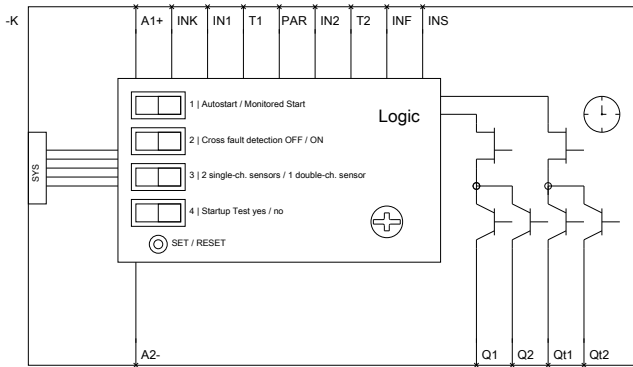 -K
A1+ INK IN1 T1 PAR IN2 T2 INF INS
1 | Autostart / Monitored Start
Logic
2 | Cross fault detection OFF / ON
SYS
3 | 2 single-ch. sensors / 1 double-ch. sensor
4 | Startup Test yes / no
SET / RESET
A2- Q1 Q2 Qt1 Qt2